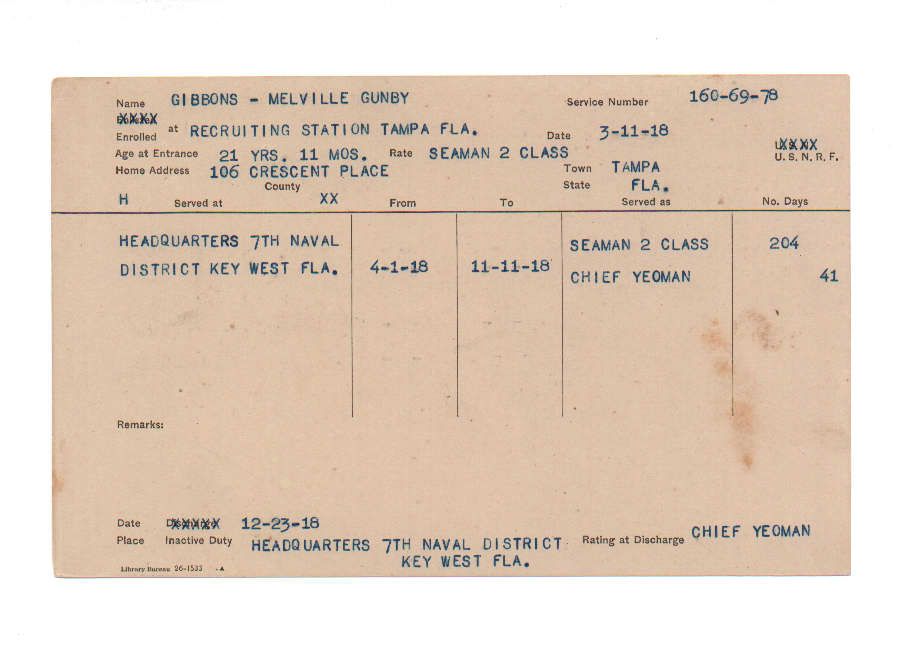 Name GIBBONS - MELVILLE GUNBY Service Number 160-69-78
Enrolled at RECRUITING STATION TAMPA FLA. Date 3-11-18
Age at Entrance 21 YRS. 11 MOS. Rate SEAMAN 2 CLASS U. S. N. R. F.
Home Address 106 CRESCENT PLACE Town TAMPA
County State FLA.
H Served at XX From To Served as No. Days
HEADQUARTERS 7TH NAVAL SEAMAN 2 CLASS 204
DISTRICT KEY WEST FLA. 4-1-18 11-11-18 CHIEF YEOMAN 41
Remarks:
Date 12-23-18
Place Inactive Duty HEADQUARTERS 7TH NAVAL DISTRICT Rating at Discharge CHIEF YEOMAN
KEY WEST FLA.
Library Bureau 26-1533 A